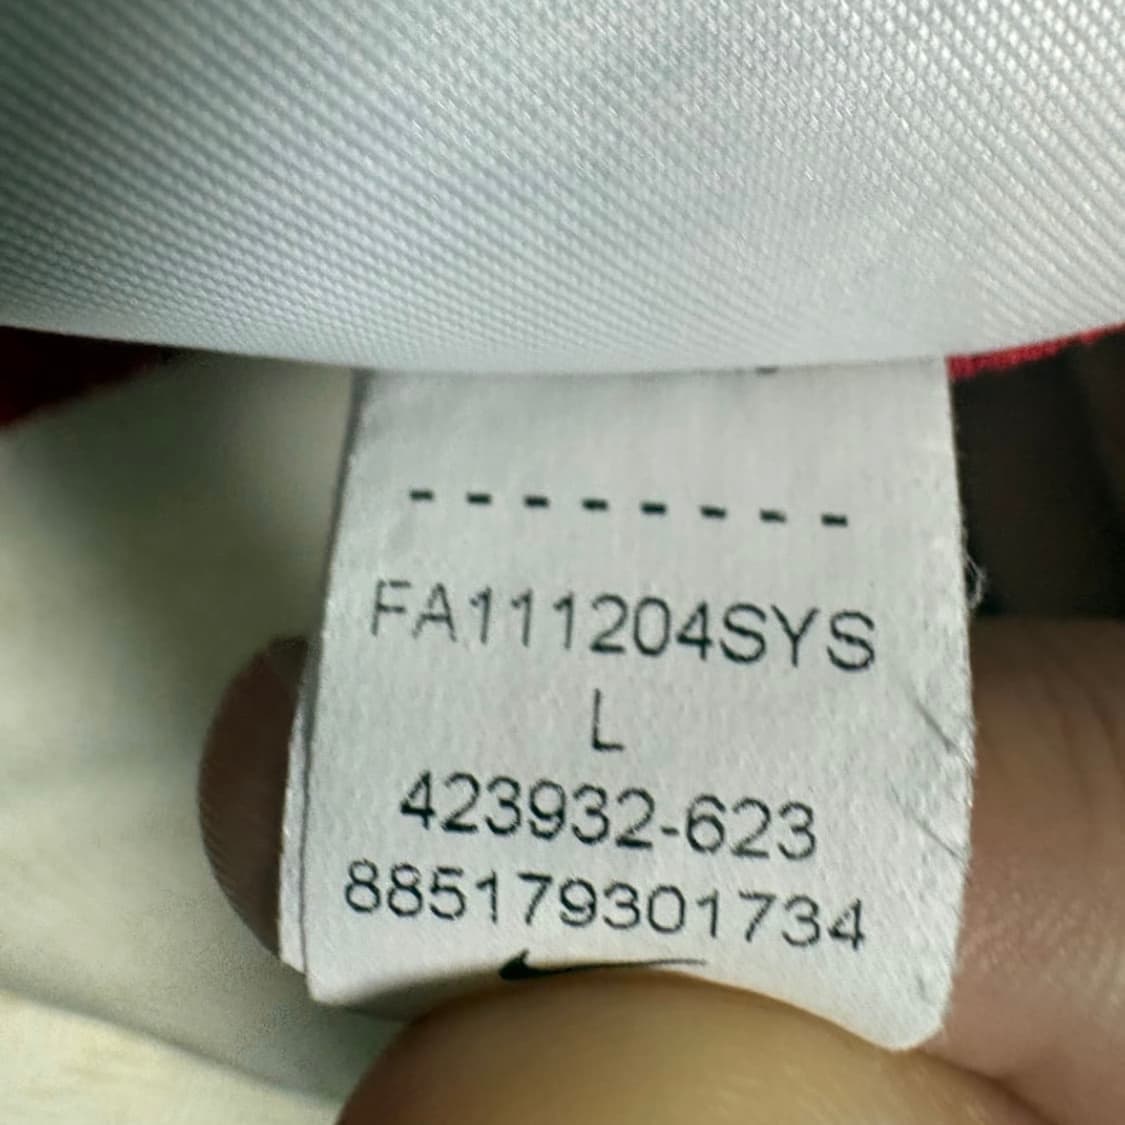 --------
FA111204SYS
L
423932-623
885179301734